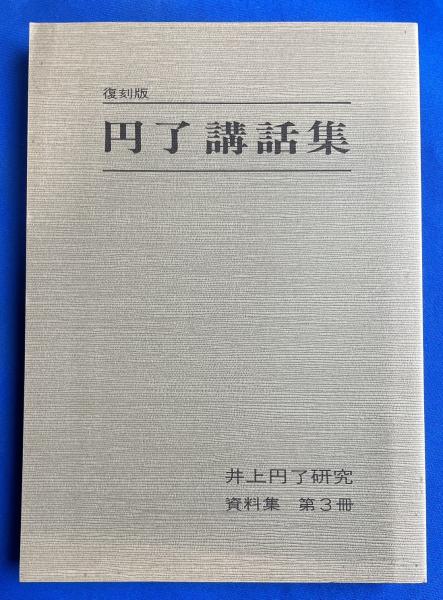 復刻版
円了講話集
井上円了研究
資料集　第3冊